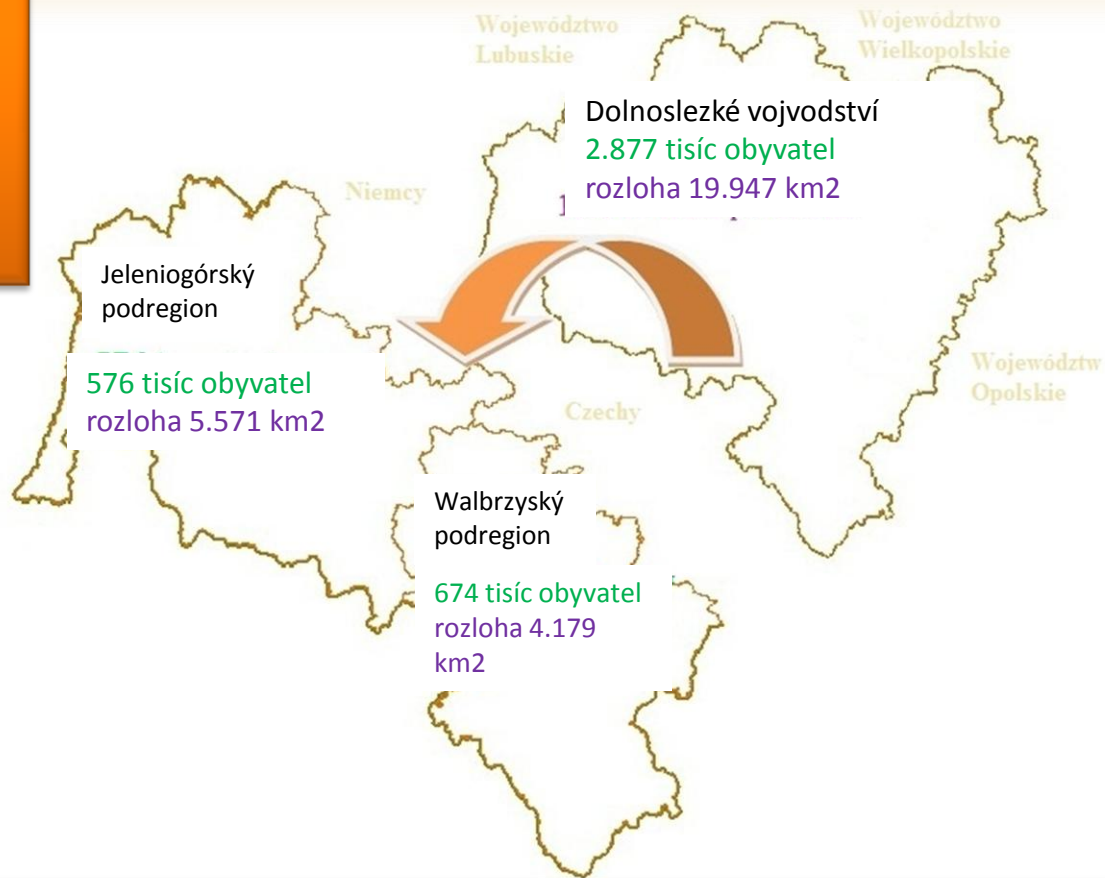 Województwo
Lubuskie
Województwo
Wielkopolskie
Dolnoslezké vojvodství
2.877 tisíc obyvatel
rozloha 19.947 km2
Niemcy
Jeleniogórský
podregion
576 tisíc obyvatel
rozloha 5.571 km2
Województw
Opolskie
Czechy
Walbrzyský
podregion
674 tisíc obyvatel
rozloha 4.179
km2